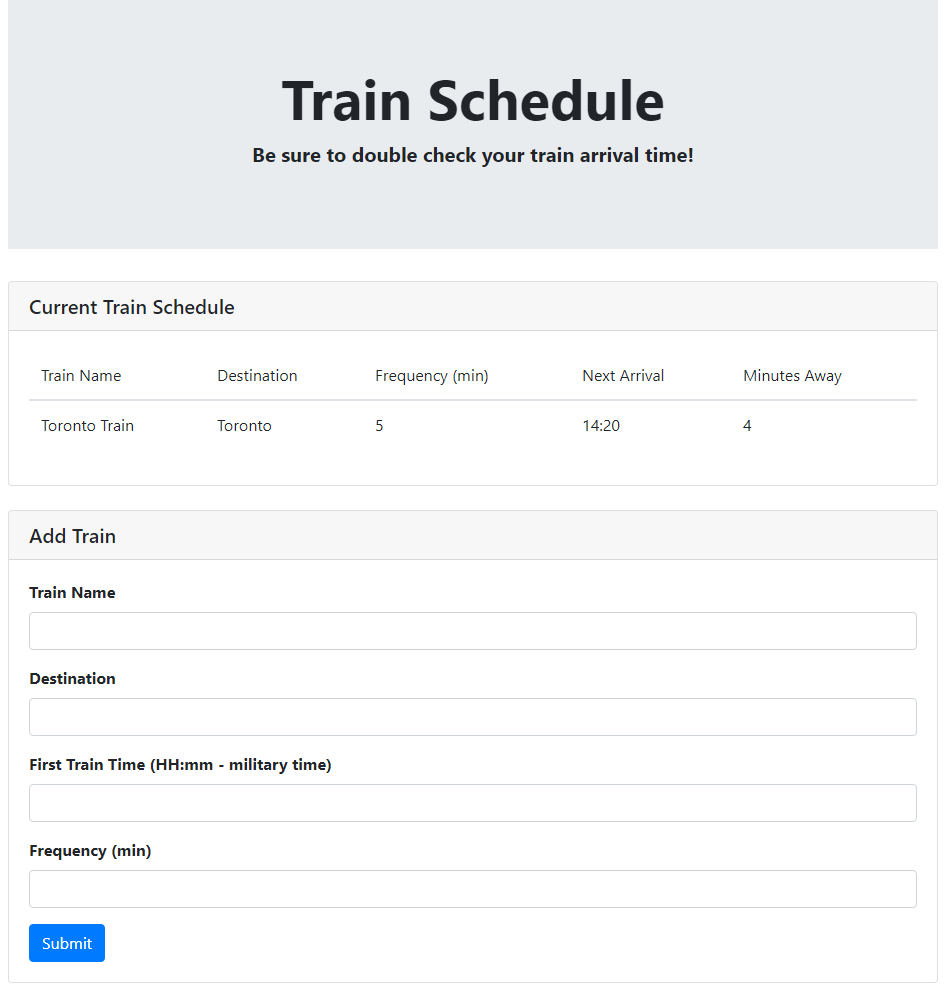 Train Schedule
Be sure to double check your train arrival time!
Current Train Schedule
Train Name Destination Frequency (min) Next Arrival Minutes Away
Toronto Train Toronto 5 14:20 4
Add Train
Train Name
Destination
First Train Time (HH:mm - military time)
Frequency (min)
Submit